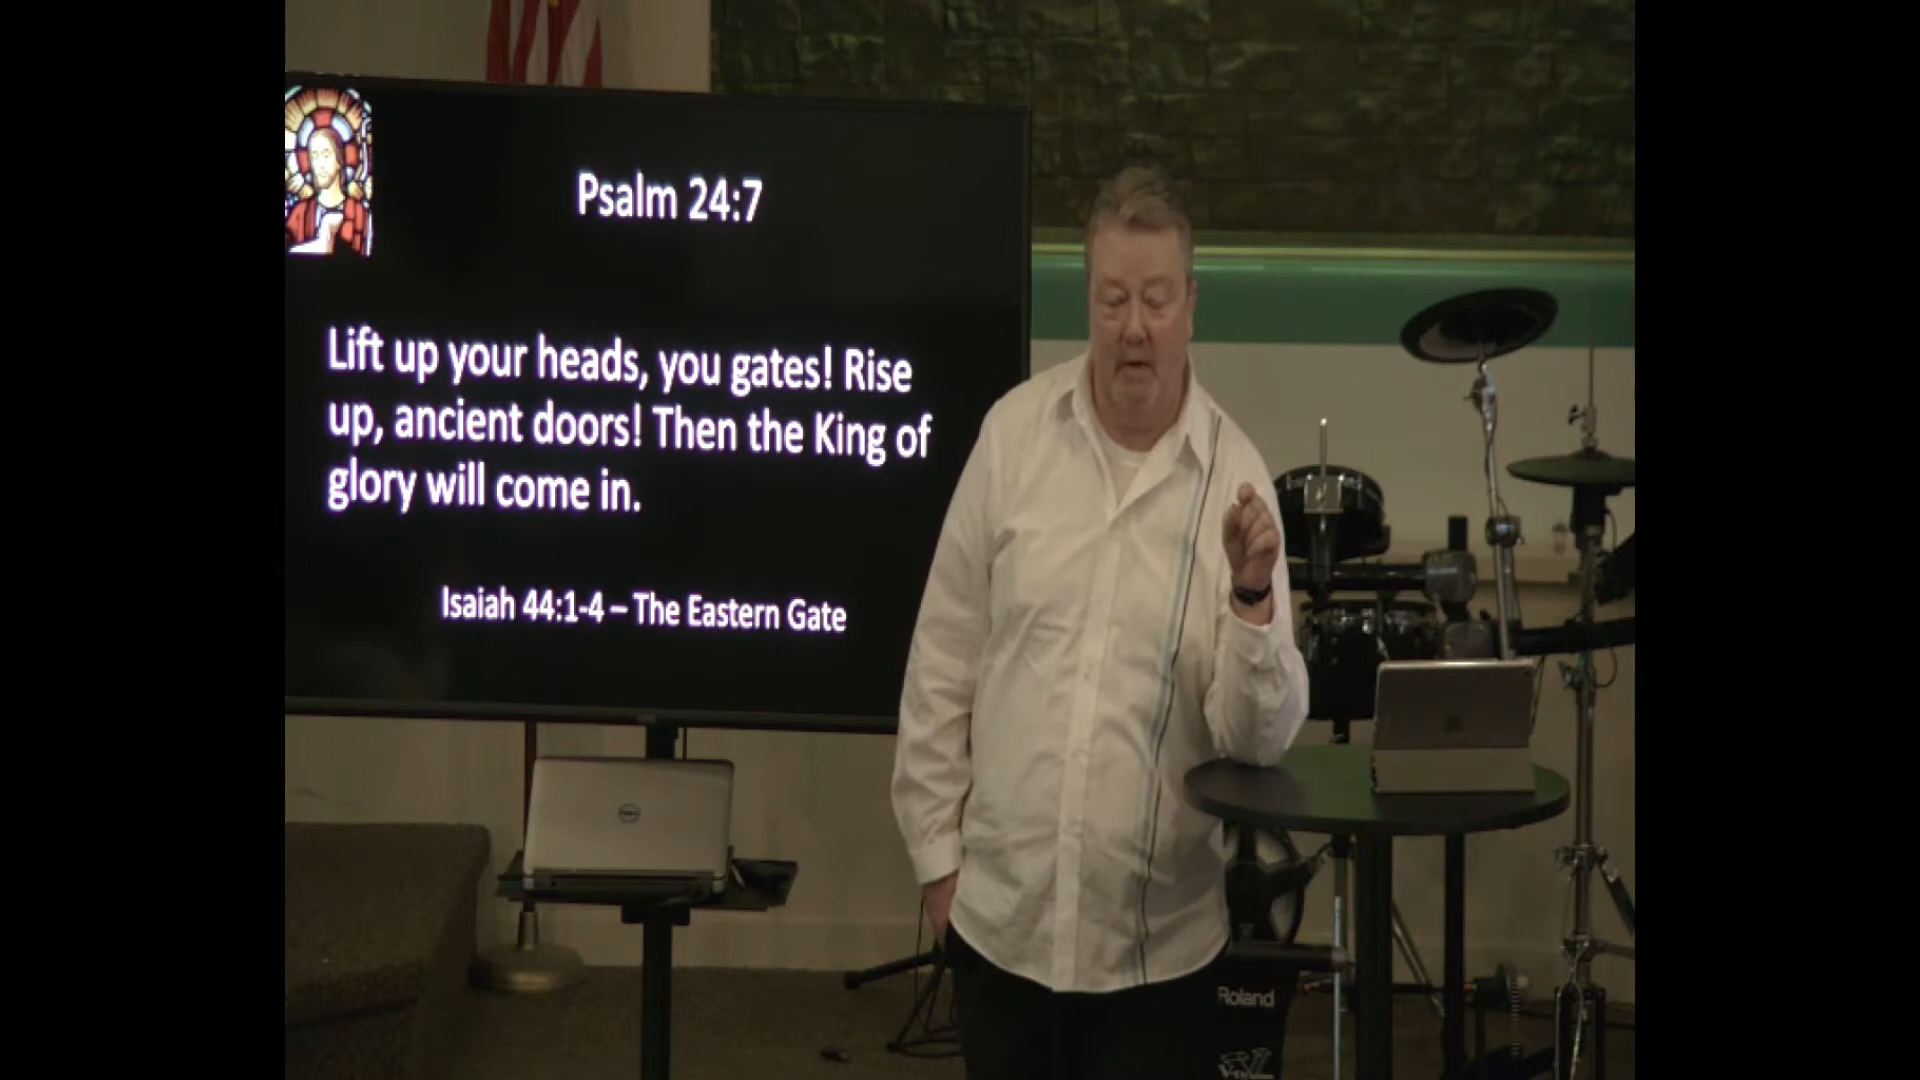 Psalm 24:7
Lift up your heads, you gates! Rise
up, ancient doors! Then the King of
glory will come in.
Isaiah 44:1-4 – The Eastern Gate
DELL
Roland